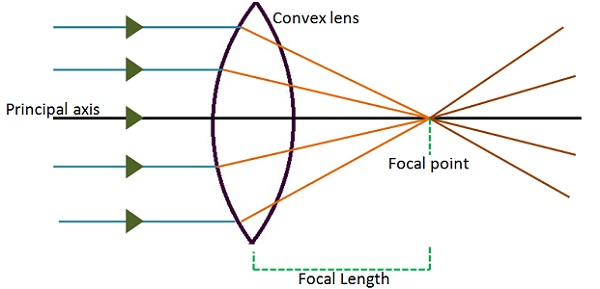 Convex lens
Principal axis
Focal point
Focal Length